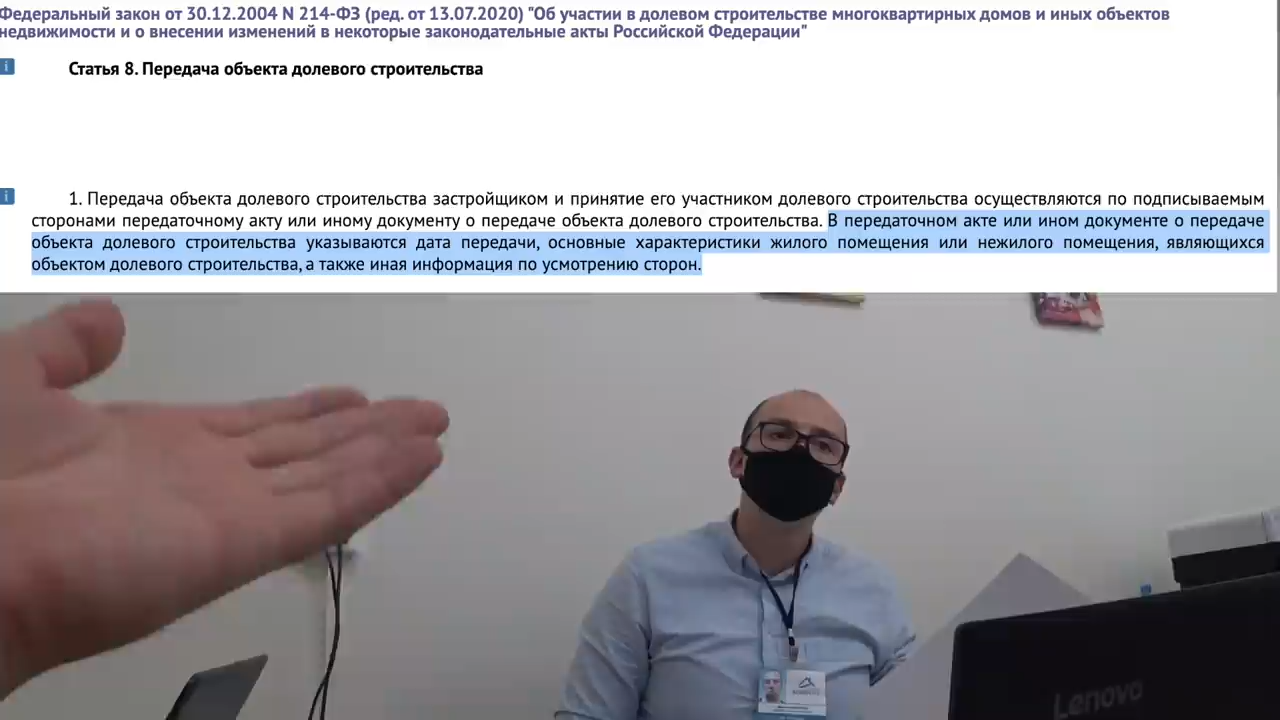 Федеральный закон от 30.12.2004 N 214-ФЗ (ред. от 13.07.2020) "Об участии в долевом строительстве многоквартирных домов и иных объектов
недвижимости и о внесении изменений в некоторые законодательные акты Российской Федерации"
Статья 8. Передача объекта долевого строительства
1. Передача объекта долевого строительства застройщиком и принятие его участником долевого строительства осуществляются по подписываемым
сторонами передаточному акту или иному документу о передаче объекта долевого строительства. В передаточном акте или ином документе о передаче
объекта долевого строительства указываются дата передачи, основные характеристики жилого помещения или нежилого помещения, являющихся
объектом долевого строительства, а также иная информация по усмотрению сторон.
Lenovo